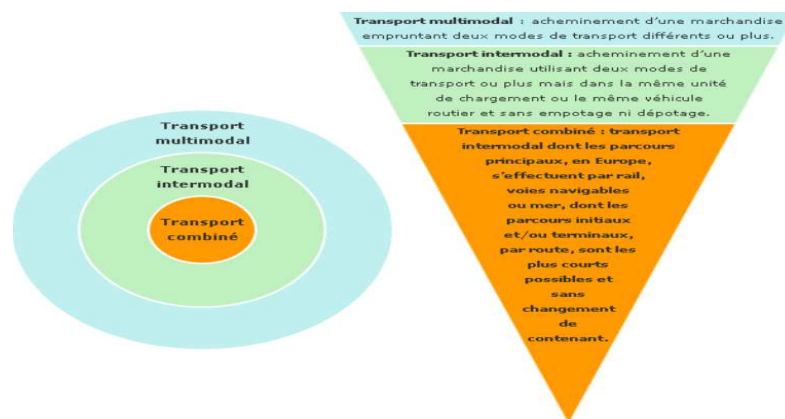 Transport
multimodal
Transport
intermodal
Transport
combiné
Transport multimodal : acheminement d'une marchandise
empruntant deux modes de transport différents ou plus.
Transport intermodal : acheminement d'une
marchandise utilisant deux modes de
transport ou plus mais dans la même unité
de chargement ou le même véhicule
routier et sans empotage ni dépotage.
Transport combiné : transport
intermodal dont les parcours
principaux, en Europe,
s'effectuent par rail,
voies navigables
ou mer, dont les
parcours initiaux
et/ou terminaux,
par route, sont les
plus courts
possibles et
sans
changement
de
contenant.